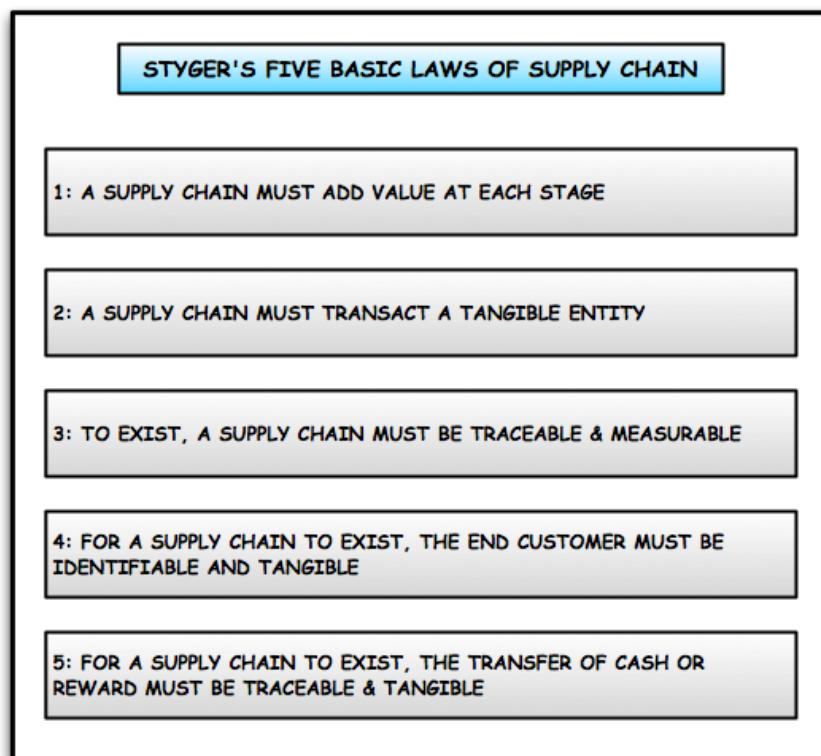 STYGER'S FIVE BASIC LAWS OF SUPPLY CHAIN
1: A SUPPLY CHAIN MUST ADD VALUE AT EACH STAGE
2: A SUPPLY CHAIN MUST TRANSACT A TANGIBLE ENTITY
3: TO EXIST, A SUPPLY CHAIN MUST BE TRACEABLE & MEASURABLE
4: FOR A SUPPLY CHAIN TO EXIST, THE END CUSTOMER MUST BE
IDENTIFIABLE AND TANGIBLE
5: FOR A SUPPLY CHAIN TO EXIST, THE TRANSFER OF CASH OR
REWARD MUST BE TRACEABLE & TANGIBLE